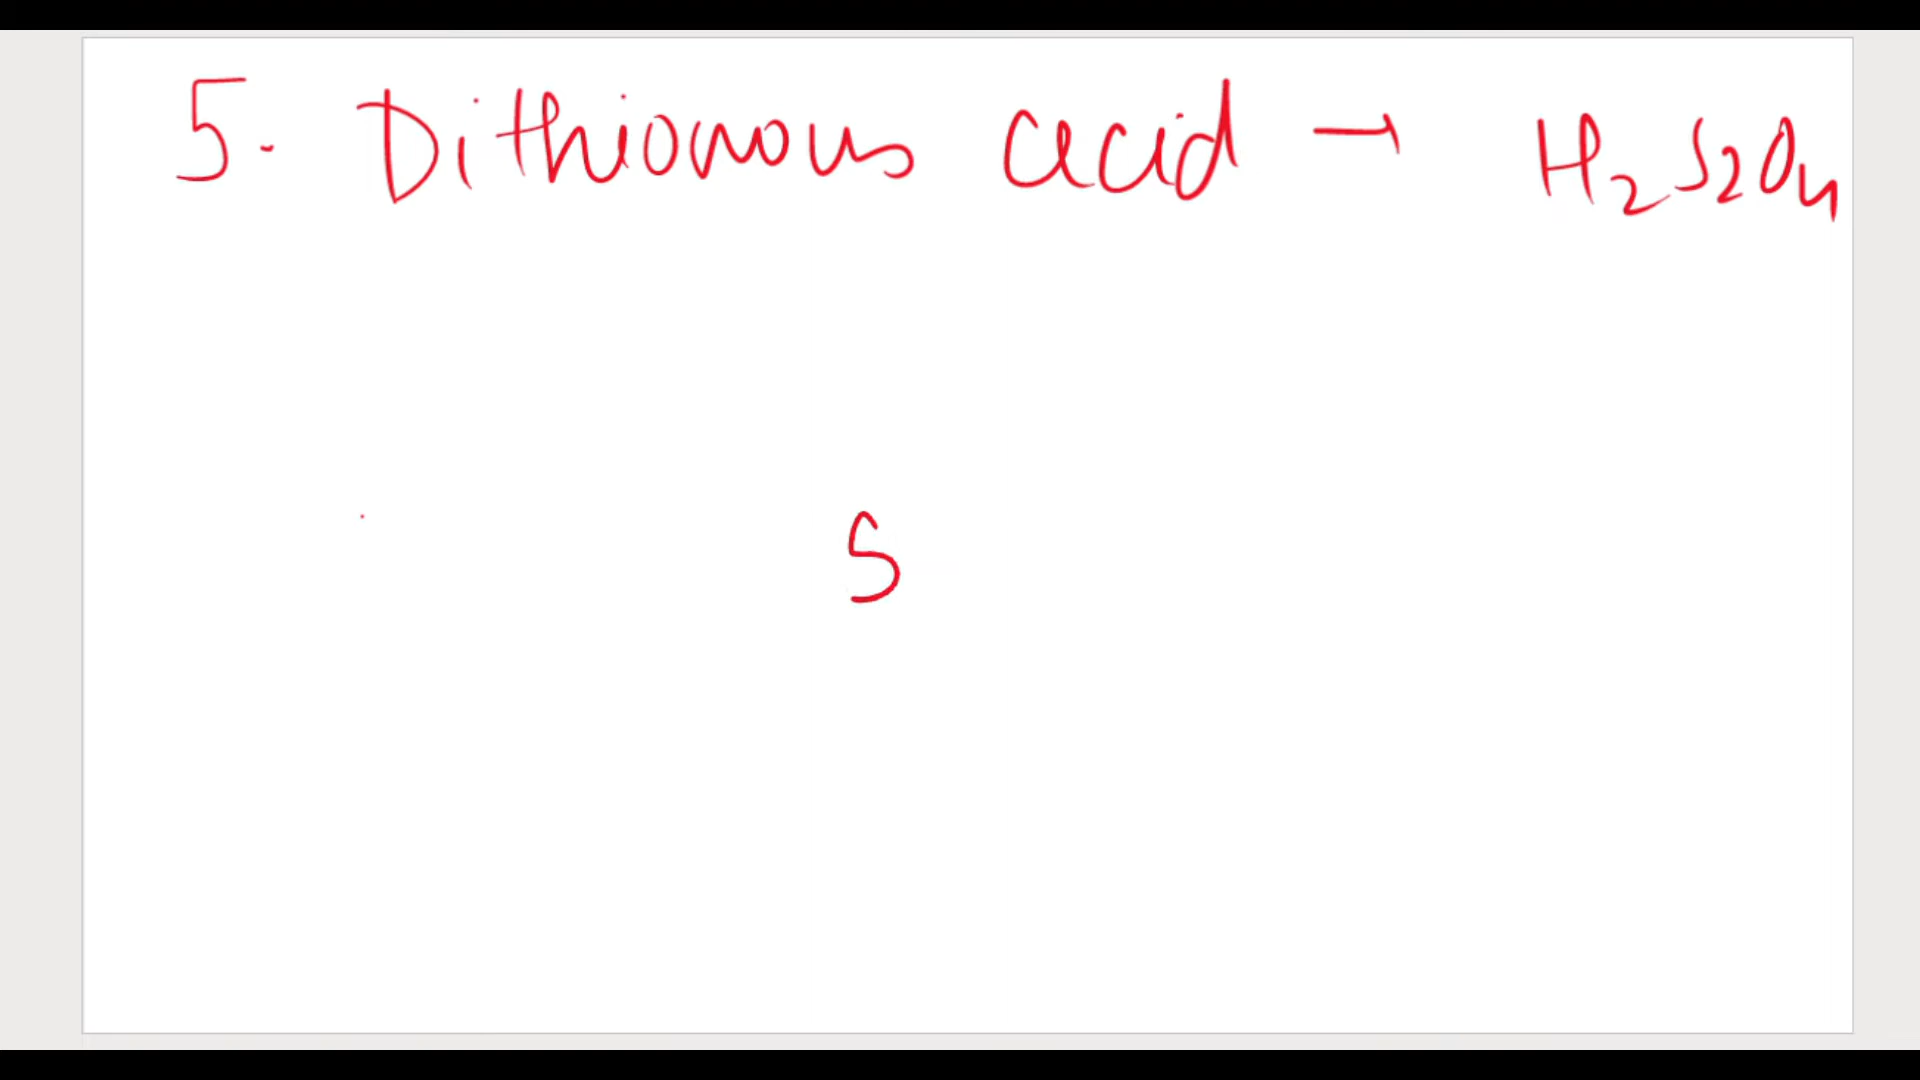 5. Dithionous acid → H₂S₂O₄
S